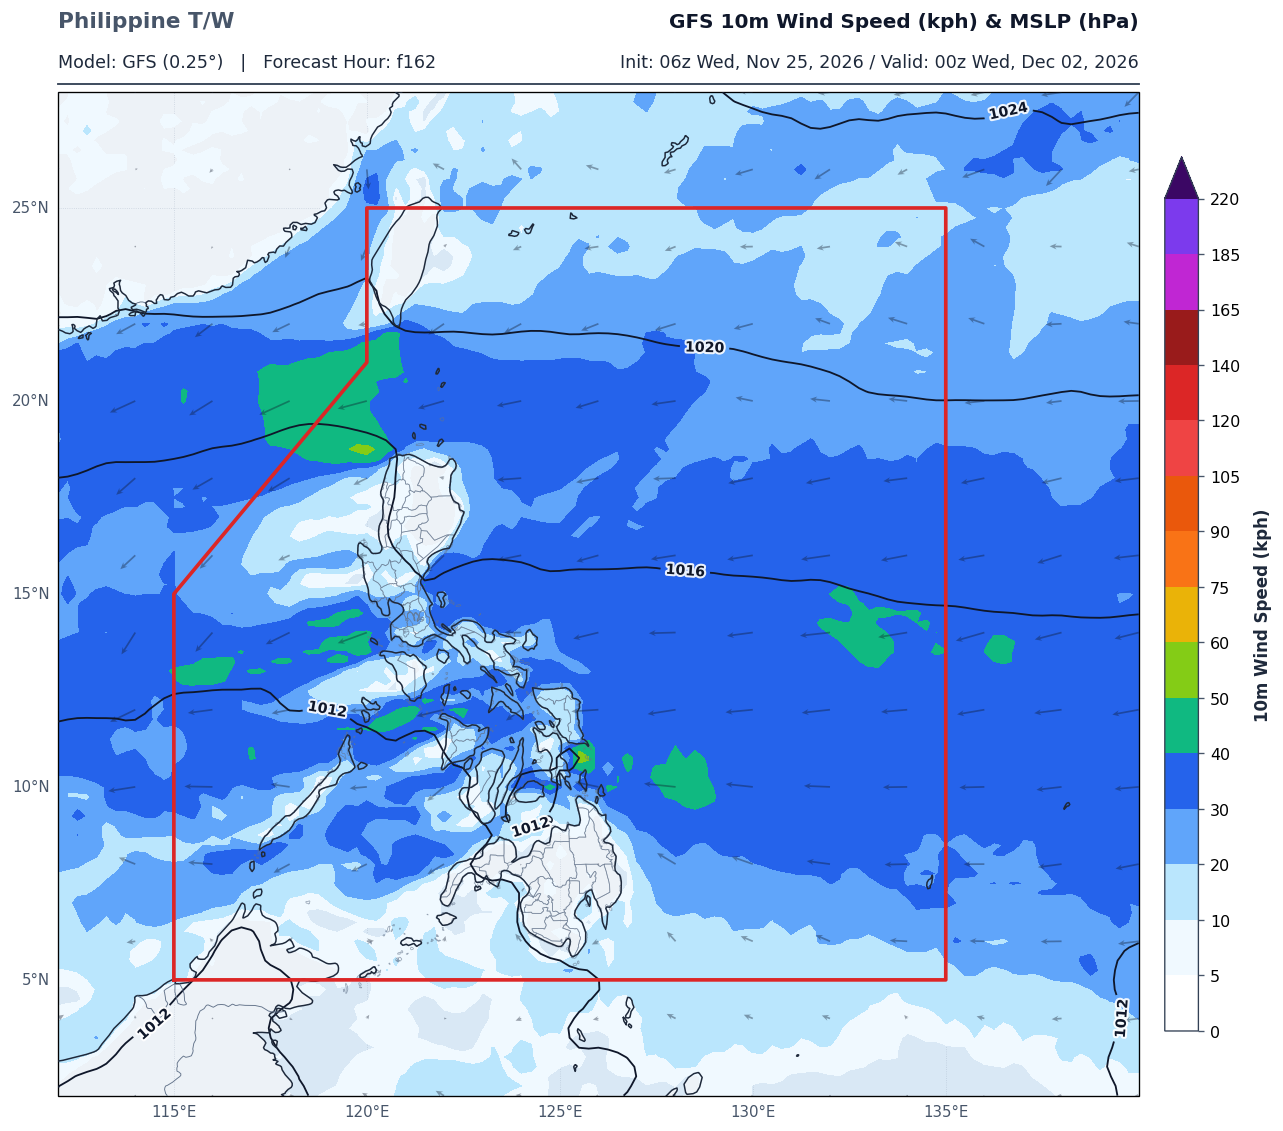 Philippine T/W
GFS 10m Wind Speed (kph) & MSLP (hPa)
Model: GFS (0.25°)   |   Forecast Hour: f162
Init: 06z Wed, Nov 25, 2026 / Valid: 00z Wed, Dec 02, 2026
1024
1020
1016
1012
1012
1012
1012
25°N
20°N
15°N
10°N
5°N
115°E
120°E
125°E
130°E
135°E
220
185
165
140
120
105
90
75
60
50
40
30
20
10
5
0
10m Wind Speed (kph)